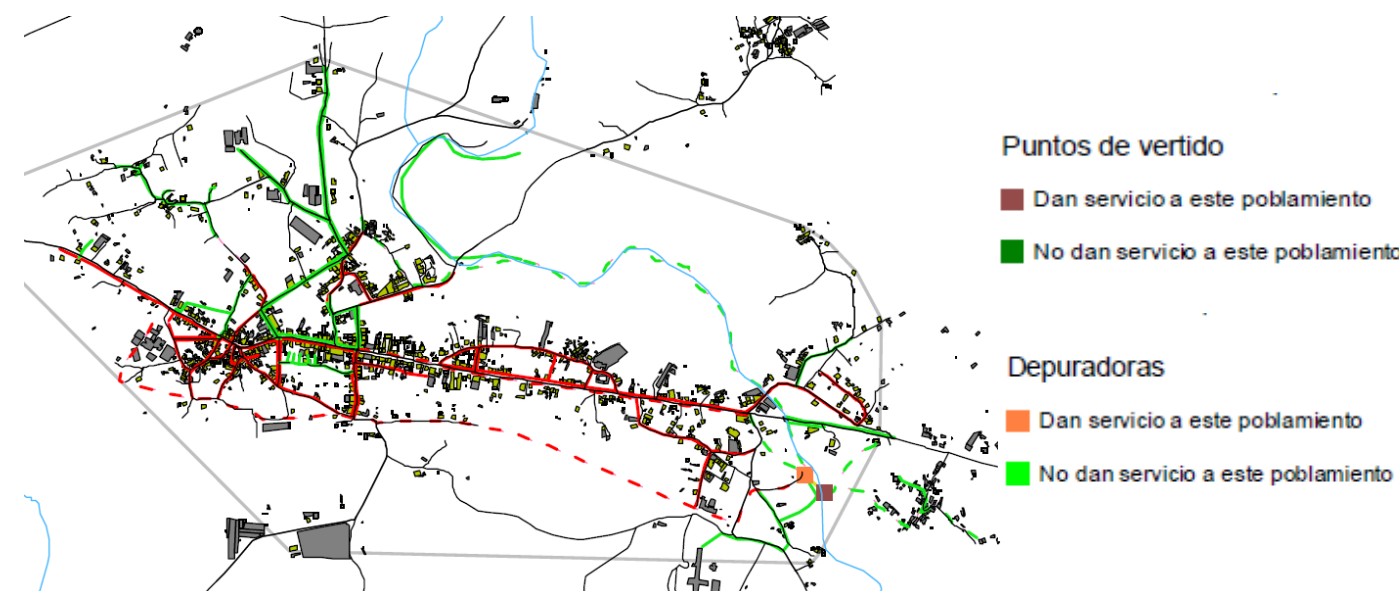 Puntos de vertido
Dan servicio a este poblamiento
No dan servicio a este poblamiento
Depuradoras
Dan servicio a este poblamiento
No dan servicio a este poblamiento